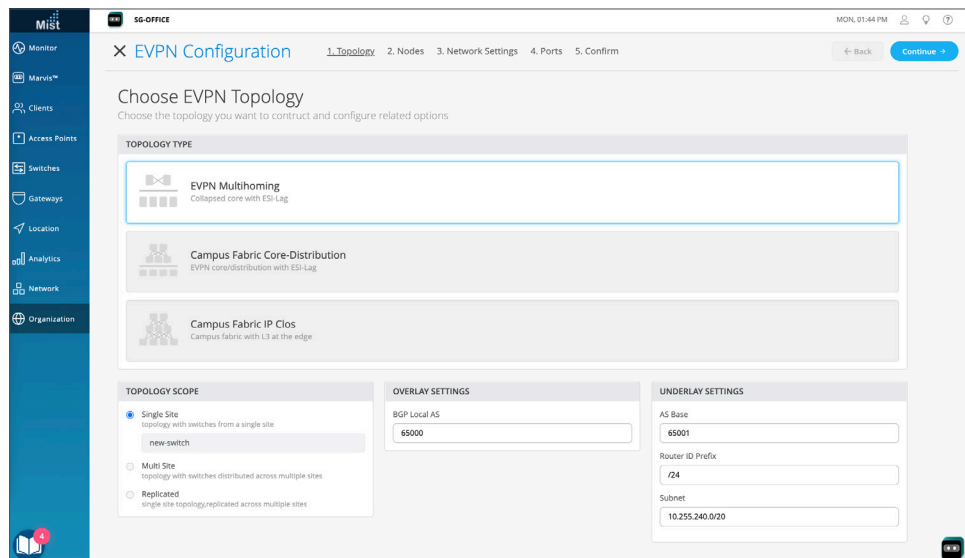 Mist
SG-OFFICE
MON, 01:44 PM
Monitor
Marvis™
Clients
Access Points
Switches
Gateways
Location
Analytics
Network
Organization
4
EVPN Configuration
1. Topology 2. Nodes 3. Network Settings 4. Ports 5. Confirm
← Back
Continue →
Choose EVPN Topology
Choose the topology you want to contruct and configure related options
TOPOLOGY TYPE
EVPN Multihoming
Collapsed core with ESI-Lag
Campus Fabric Core-Distribution
EVPN core/distribution with ESI-Lag
Campus Fabric IP Clos
Campus fabric with L3 at the edge
TOPOLOGY SCOPE
Single Site
topology with switches from a single site
new-switch
Multi Site
topology with switches distributed across multiple sites
Replicated
single site topology,replicated across multiple sites
OVERLAY SETTINGS
BGP Local AS
65000
UNDERLAY SETTINGS
AS Base
65001
Router ID Prefix
/24
Subnet
10.255.240.0/20